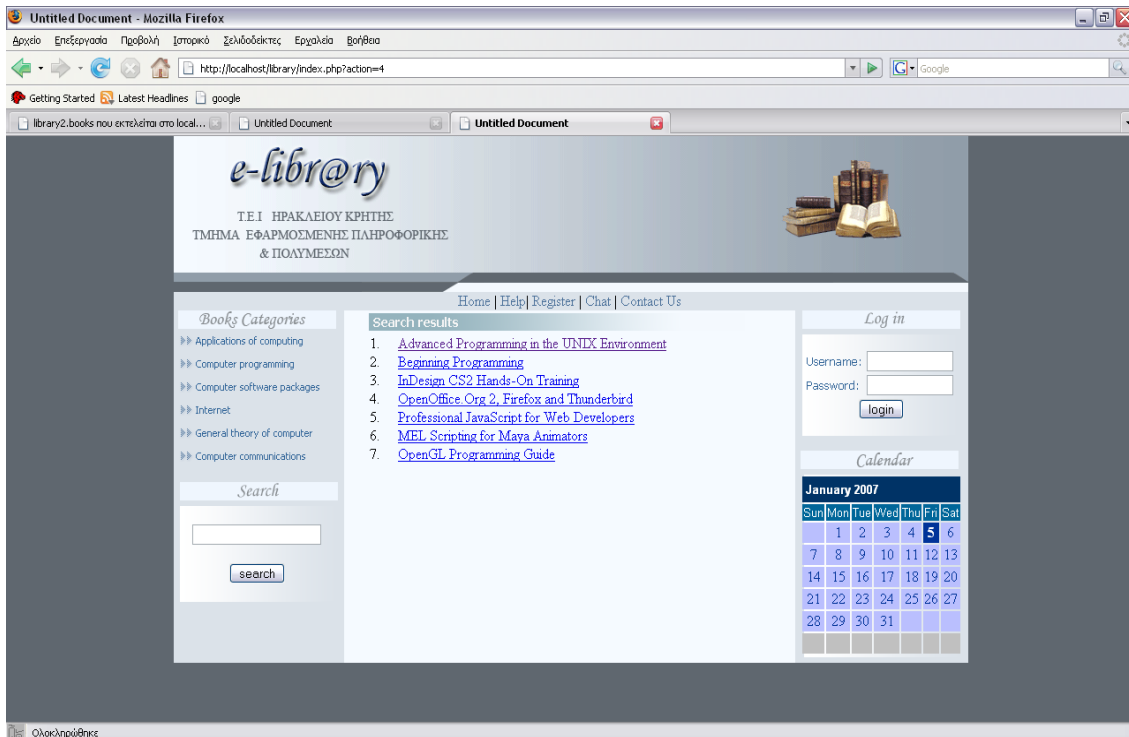 Untitled Document - Mozilla Firefox
Αρχείο Επεξεργασία Προβολή Ιστορικό Σελιδοδείκτες Εργαλεία Βοήθεια
http://localhost/library/index.php?action=4
Google
Getting Started Latest Headlines google
library2.books που εκτελείται στο local... Untitled Document Untitled Document
e-libr@ry
Τ.Ε.Ι ΗΡΑΚΛΕΙΟΥ ΚΡΗΤΗΣ
ΤΜΗΜΑ ΕΦΑΡΜΟΣΜΕΝΗΣ ΠΛΗΡΟΦΟΡΙΚΗΣ
& ΠΟΛΥΜΕΣΩΝ
Home | Help| Register | Chat | Contact Us
Books Categories
Applications of computing
Computer programming
Computer software packages
Internet
General theory of computer
Computer communications
Search
search
Search results
1. Advanced Programming in the UNIX Environment
2. Beginning Programming
3. InDesign CS2 Hands-On Training
4. OpenOffice.Org 2, Firefox and Thunderbird
5. Professional JavaScript for Web Developers
6. MEL Scripting for Maya Animators
7. OpenGL Programming Guide
Log in
Username:
Password:
login
Calendar
January 2007
Sun Mon Tue Wed Thu Fri Sat
1 2 3 4 5 6
7 8 9 10 11 12 13
14 15 16 17 18 19 20
21 22 23 24 25 26 27
28 29 30 31
Ολοκληρώθηκε